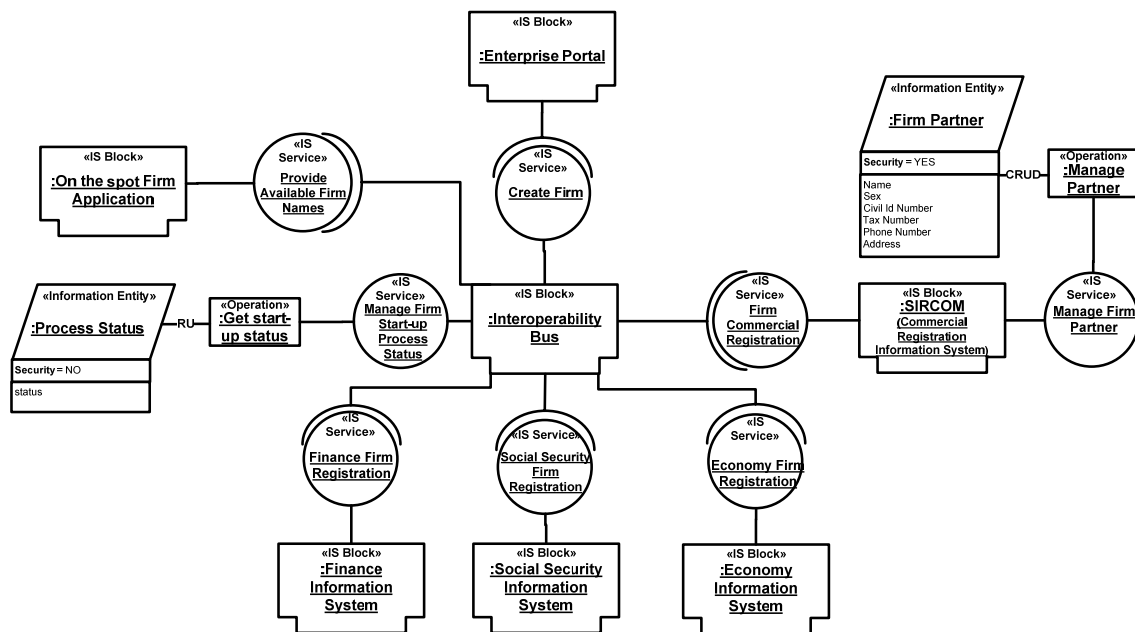 «IS Block»
:Enterprise Portal
«Information Entity»
:Firm Partner
Security = YES
Name
Sex
Civil Id Number
Tax Number
Phone Number
Address
CRUD
«Operation»
:Manage
Partner
«IS Block»
:On the spot Firm
Application
«IS
Service»
Provide
Available Firm
Names
«IS
Service»
Create Firm
«Information Entity»
:Process Status
Security = NO
status
RU
«Operation»
:Get start-
up status
«IS
Service»
Manage Firm
Start-up
Process
Status
«IS Block»
:Interoperability
Bus
«IS
Service»
Firm
Commercial
Registration
«IS Block»
:SIRCOM
(Commercial
Registration
Information System)
«IS
Service»
Manage Firm
Partner
«IS
Service»
Finance Firm
Registration
«IS Service»
Social Security
Firm
Registration
«IS
Service»
Economy Firm
Registration
«IS Block»
:Finance
Information
System
«IS Block»
:Social Security
Information
System
«IS Block»
:Economy
Information
System